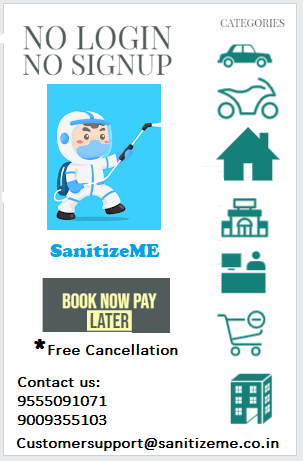 CATEGORIES
NO LOGIN
NO SIGNUP
SanitizeME
BOOK NOW PAY
LATER
*Free Cancellation
Contact us:
9555091071
9009355103
Customersupport@sanitizeme.co.in